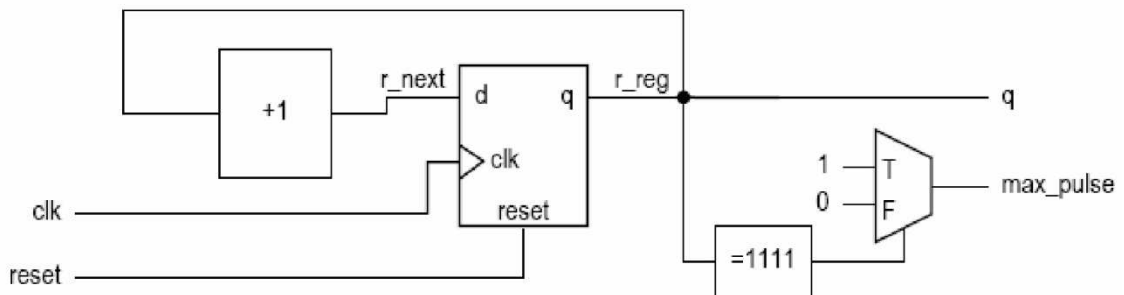 r_next
r_reg
+1
d
q
q
clk
1
T
max_pulse
0
F
clk
reset
=1111
reset